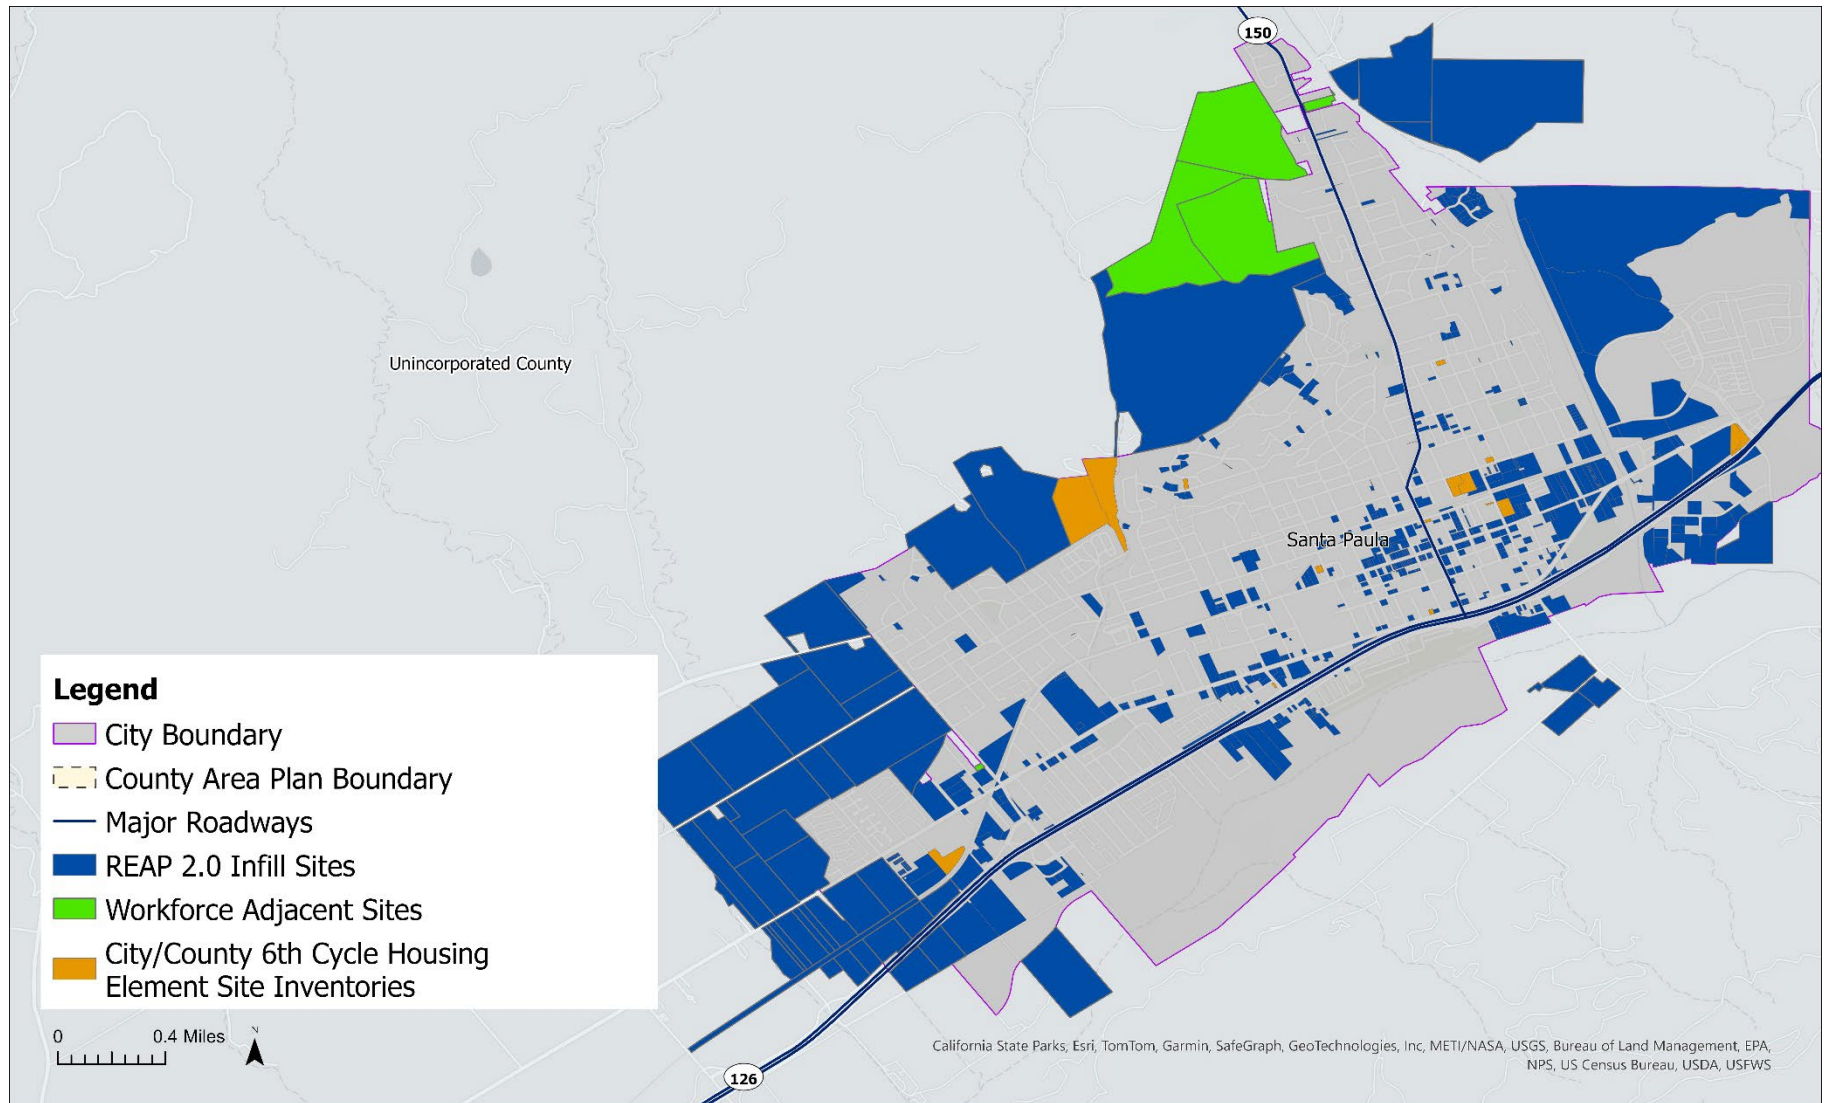 150
Unincorporated County
Santa Paula
Legend
City Boundary
County Area Plan Boundary
Major Roadways
REAP 2.0 Infill Sites
Workforce Adjacent Sites
City/County 6th Cycle Housing
Element Site Inventories
0 0.4 Miles
N
126
California State Parks, Esri, TomTom, Garmin, SafeGraph, GeoTechnologies, Inc, METI/NASA, USGS, Bureau of Land Management, EPA,
NPS, US Census Bureau, USDA, USFWS